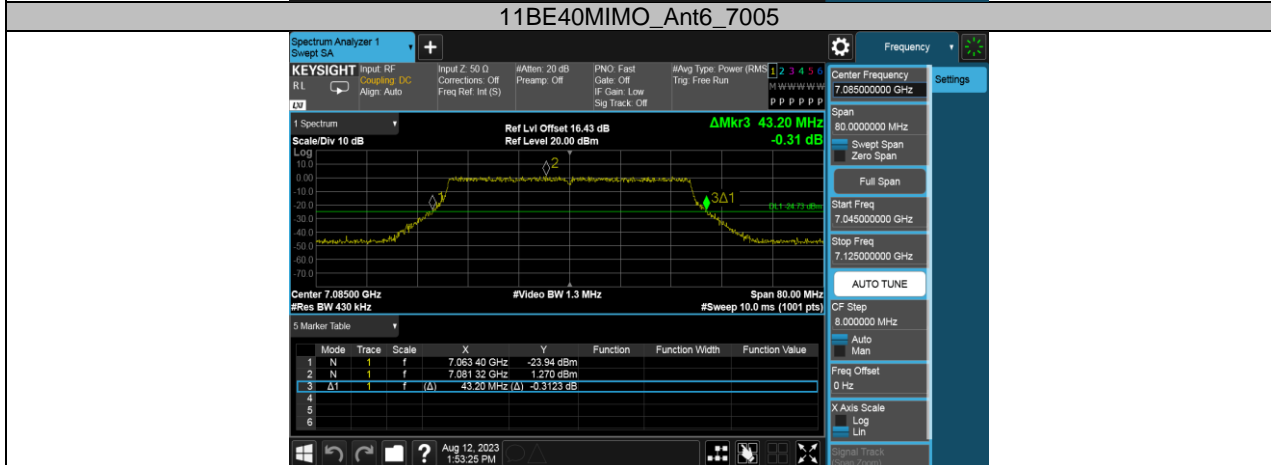 11BE40MIMO_Ant6_7005
Spectrum Analyzer 1
Swept SA
Frequency
KEYSIGHT
RL
LXI
Input: RF
Coupling: DC
Align: Auto
Input Z: 50 Ω
Corrections: Off
Freq Ref: Int (S)
#Atten: 20 dB
Preamp: Off
PNO: Fast
Gate: Off
IF Gain: Low
Sig Track: Off
#Avg Type: Power (RMS
Trig: Free Run
1 2 3 4 5 6
M W W W W W
P P P P P P
1 Spectrum
Scale/Div 10 dB
Ref Lvl Offset 16.43 dB
Ref Level 20.00 dBm
ΔMkr3 43.20 MHz
-0.31 dB
Log
10.0
0.00
-10.0
-20.0
-30.0
-40.0
-50.0
-60.0
-70.0
1
2
3Δ1
DL1 -24.73 dBm
Center 7.08500 GHz
#Video BW 1.3 MHz
Span 80.00 MHz
#Res BW 430 kHz
#Sweep 10.0 ms (1001 pts)
5 Marker Table
Mode Trace Scale X Y Function Function Width Function Value
1 N 1 f 7.063 40 GHz -23.94 dBm
2 N 1 f 7.081 32 GHz 1.270 dBm
3 Δ1 1 f (Δ) 43.20 MHz (Δ) -0.3123 dB
4
5
6
Aug 12, 2023
1:53:25 PM
Center Frequency
7.085000000 GHz
Settings
Span
80.0000000 MHz
Swept Span
Zero Span
Full Span
Start Freq
7.045000000 GHz
Stop Freq
7.125000000 GHz
AUTO TUNE
CF Step
8.000000 MHz
Auto
Man
Freq Offset
0 Hz
X Axis Scale
Log
Lin
Signal Track
(Span Zoom)